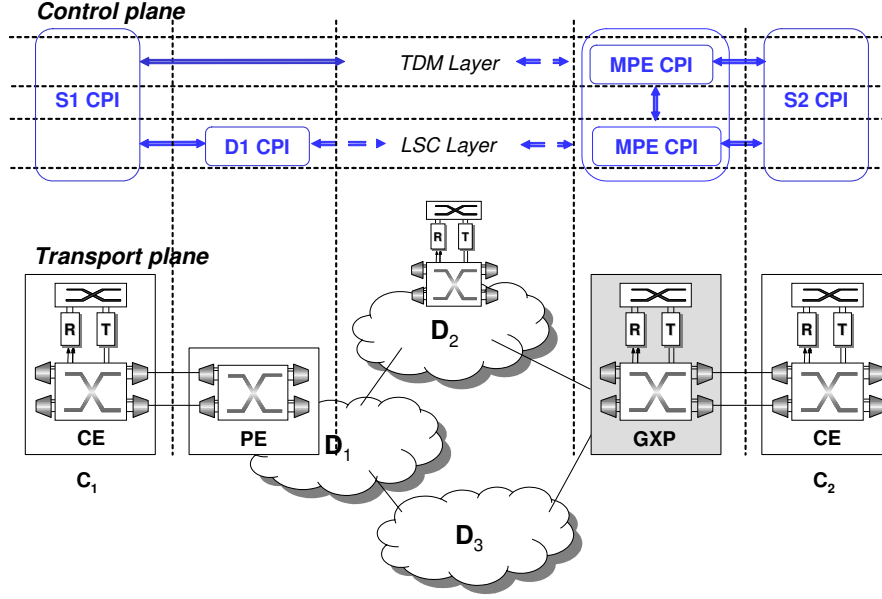 Control plane
TDM Layer
MPE CPI
S1 CPI
S2 CPI
D1 CPI
LSC Layer
MPE CPI
Transport plane
R T
R T
R T
R T
D2
CE
PE
D1
GXP
CE
C1
C2
D3